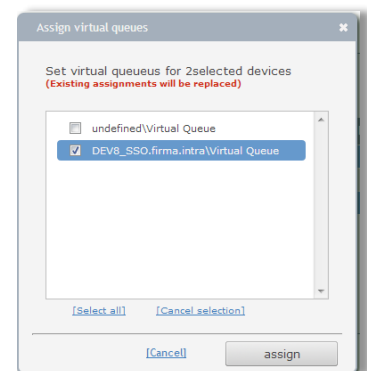 Assign virtual queues
Set virtual queueus for 2selected devices
(Existing assignments will be replaced)
undefined\Virtual Queue
DEV8_SSO.firma.intra\Virtual Queue
[Select all] [Cancel selection]
[Cancel] assign